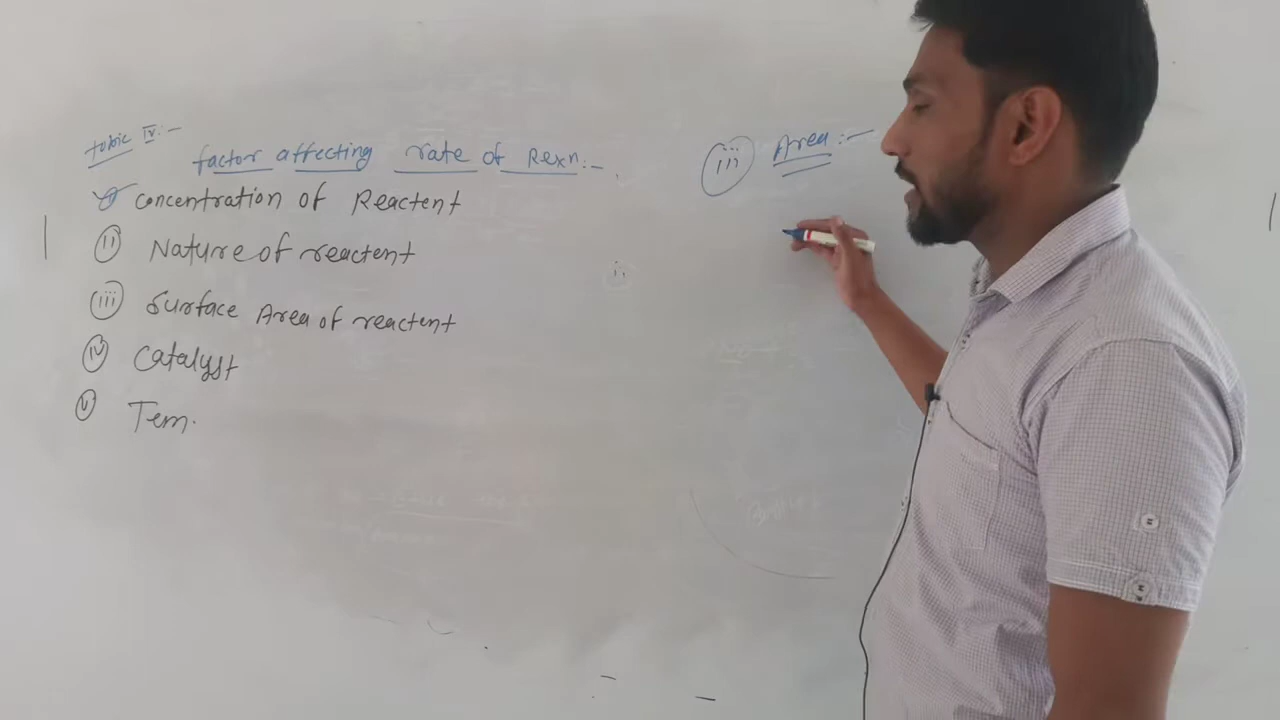 Tobic IV:-
factor affecting rate of Rexn:-
(i) Concentration of Reactent
(ii) Nature of reactent
(iii) Surface Area of reactent
(iv) Catalyst
(v) Tem.
(iii) Area:-